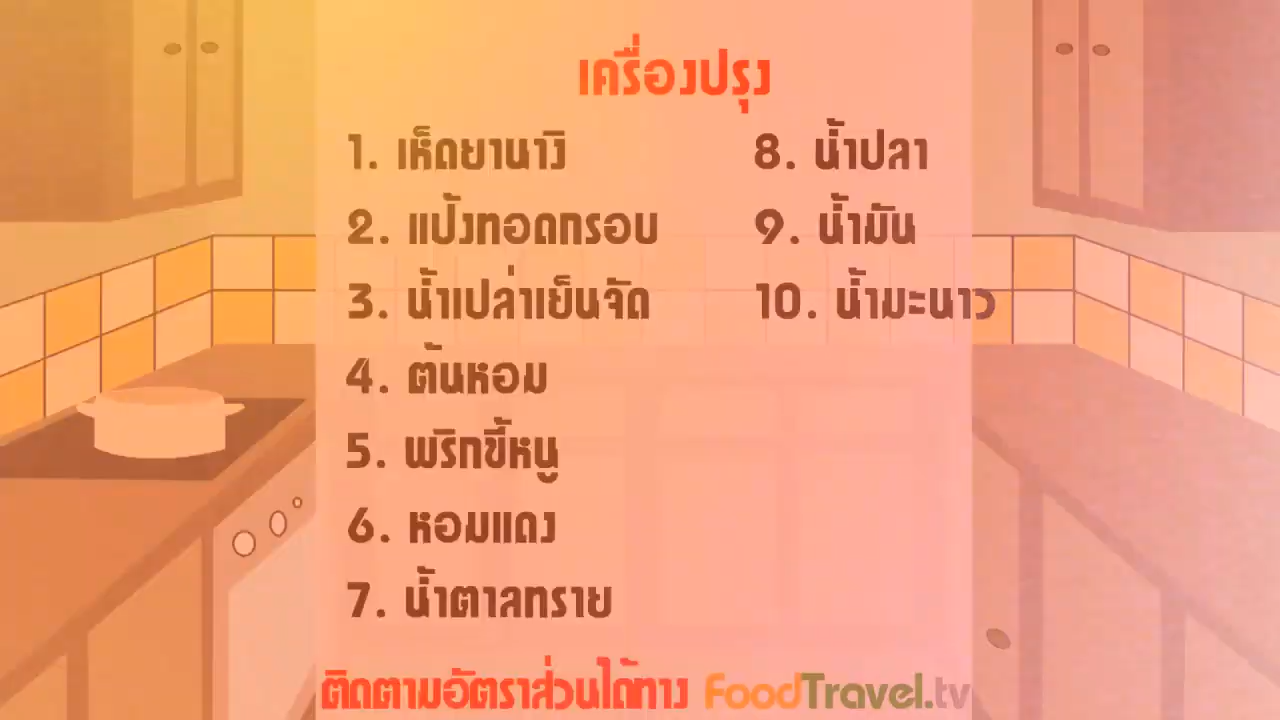 เครื่องปรุง
1. เห็ดยานางิ
2. แป้งทอดกรอบ
3. น้ำเปล่าเย็นจัด
4. ต้นหอม
5. พริกขี้หนู
6. หอมแดง
7. น้ำตาลทราย
8. น้ำปลา
9. น้ำมัน
10. น้ำมะนาว
ติดตามอัตราส่วนได้ทาง FoodTravel.tv